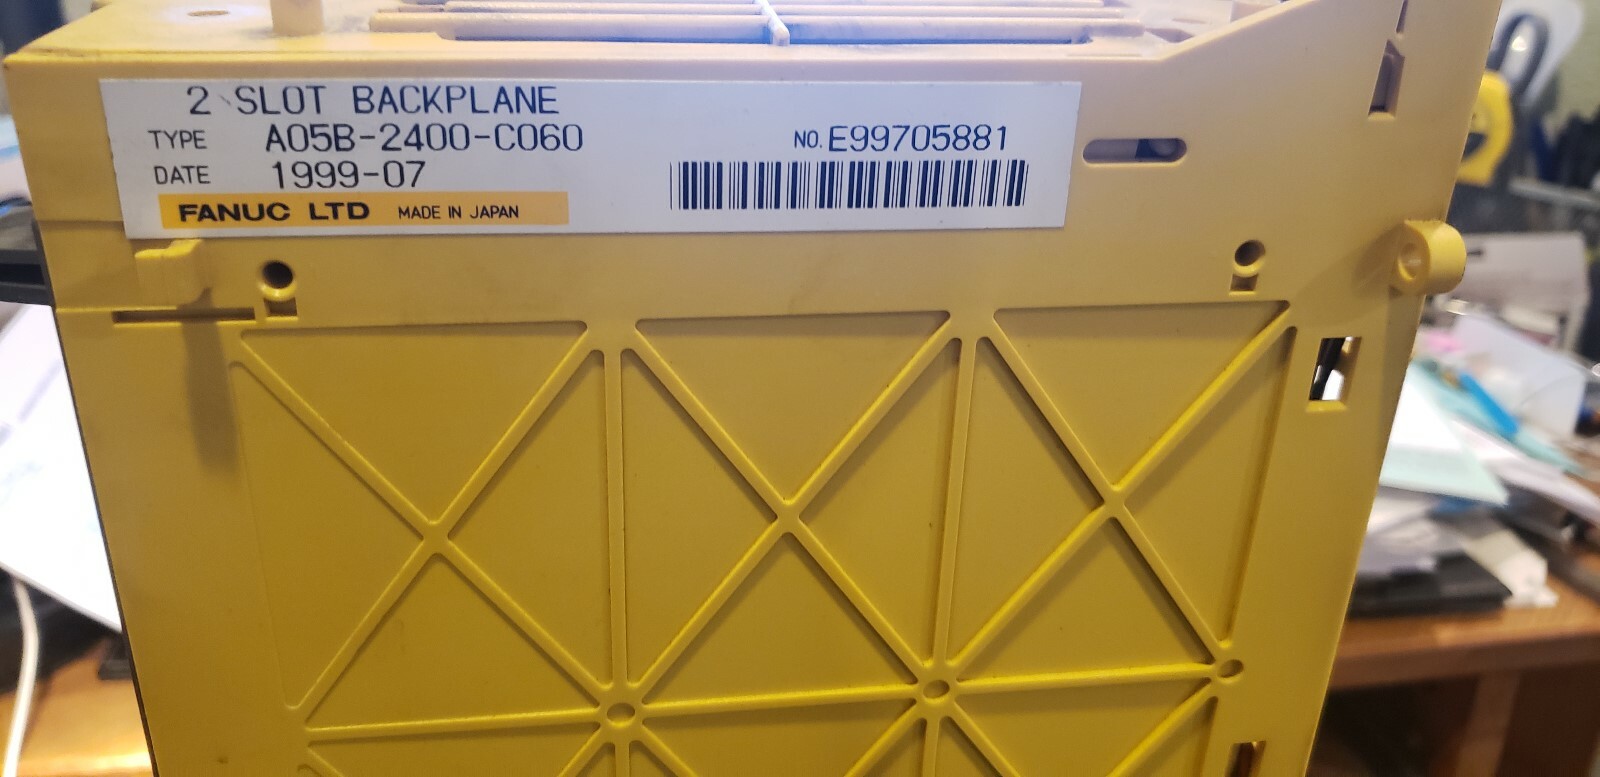 2 SLOT BACKPLANE
TYPE A05B-2400-C060
NO. E99705881
DATE 1999-07
FANUC LTD MADE IN JAPAN